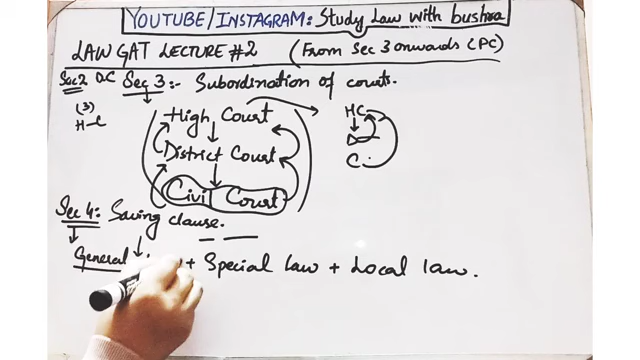 YOUTUBE/INSTAGRAM: Study Law with bushra
LAW GAT LECTURE #2 (From Sec 3 onwards CPC)
Sec 2 DC Sec 3:- Subordination of courts.
(3)
H-C
High Court
District Court
Civil Court
HC
D
C
Sec 4: Saving clause.
General + Special law + Local law.